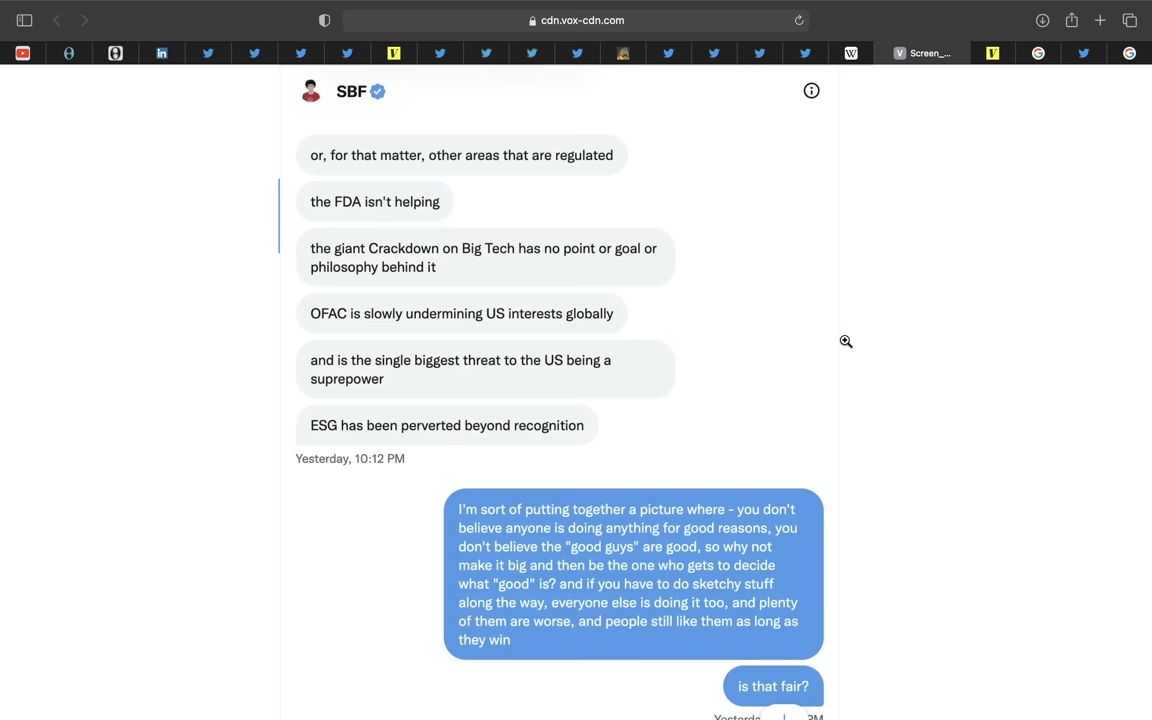 cdn.vox-cdn.com
V
W
V Screen_...
V
SBF
or, for that matter, other areas that are regulated
the FDA isn't helping
the giant Crackdown on Big Tech has no point or goal or
philosophy behind it
OFAC is slowly undermining US interests globally
and is the single biggest threat to the US being a
suprepower
ESG has been perverted beyond recognition
Yesterday, 10:12 PM
I'm sort of putting together a picture where - you don't
believe anyone is doing anything for good reasons, you
don't believe the "good guys" are good, so why not
make it big and then be the one who gets to decide
what "good" is? and if you have to do sketchy stuff
along the way, everyone else is doing it too, and plenty
of them are worse, and people still like them as long as
they win
is that fair?